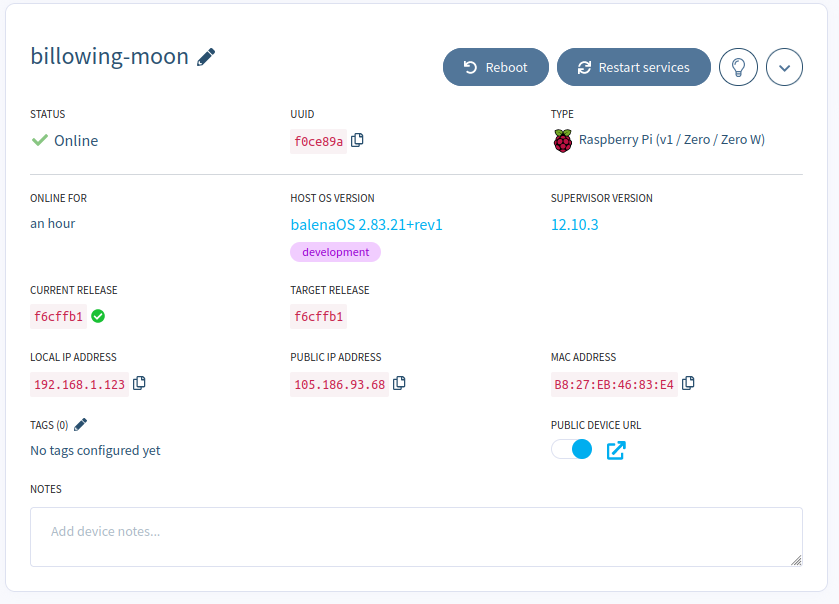 billowing-moon
Reboot
Restart services
STATUS
UUID
TYPE
Online
f0ce89a
Raspberry Pi (v1 / Zero / Zero W)
ONLINE FOR
HOST OS VERSION
SUPERVISOR VERSION
an hour
balenaOS 2.83.21+rev1
12.10.3
development
CURRENT RELEASE
TARGET RELEASE
f6cffb1
f6cffb1
LOCAL IP ADDRESS
PUBLIC IP ADDRESS
MAC ADDRESS
192.168.1.123
105.186.93.68
B8:27:EB:46:83:E4
TAGS (0)
PUBLIC DEVICE URL
No tags configured yet
NOTES
Add device notes...